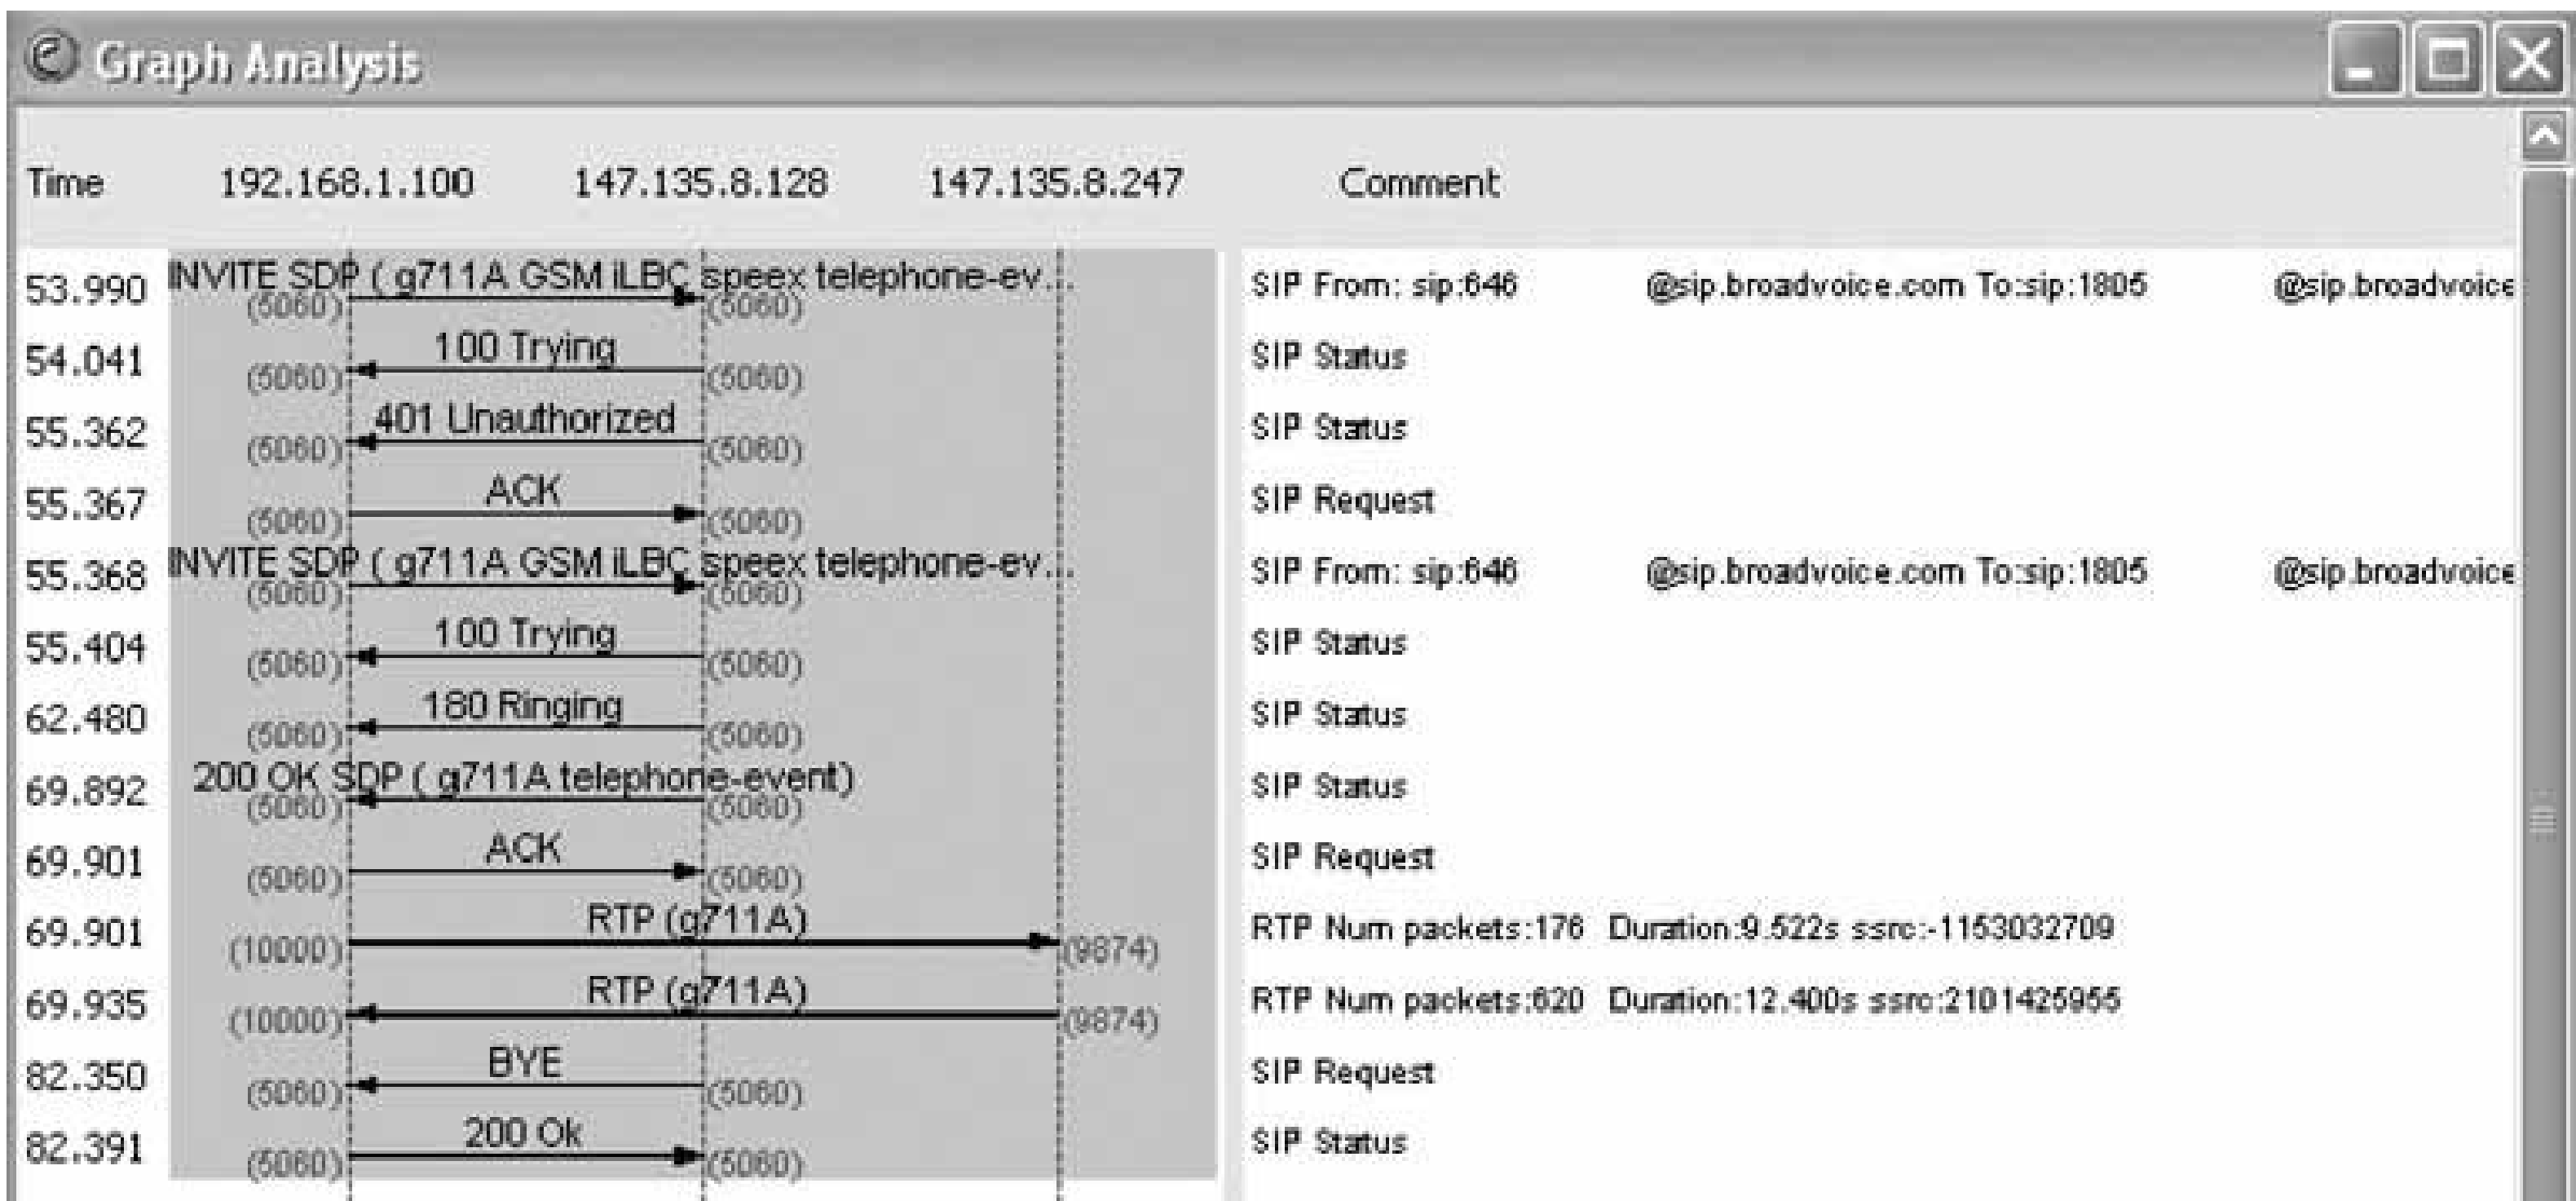 Graph Analysis
Time 192.168.1.100 147.135.8.128 147.135.8.247 Comment
53.990 INVITE SDP ( g711A GSM iLBC speex telephone-ev... SIP From: sip:646 @sip.broadvoice.com To:sip:1805 @sip.broadvoice
(5060) (5060)
54.041 100 Trying SIP Status
(5060) (5060)
55.362 401 Unauthorized SIP Status
(5060) (5060)
55.367 ACK SIP Request
(5060) (5060)
55.368 INVITE SDP ( g711A GSM iLBC speex telephone-ev... SIP From: sip:646 @sip.broadvoice.com To:sip:1805 @sip.broadvoice
(5060) (5060)
55.404 100 Trying SIP Status
(5060) (5060)
62.480 180 Ringing SIP Status
(5060) (5060)
69.892 200 OK SDP ( g711A telephone-event) SIP Status
(5060) (5060)
69.901 ACK SIP Request
(5060) (5060)
69.901 RTP (g711A) RTP Num packets:176 Duration:9.522s ssrc:-1153032709
(10000) (9874)
69.935 RTP (g711A) RTP Num packets:620 Duration:12.400s ssrc:2101425955
(10000) (9874)
82.350 BYE SIP Request
(5060) (5060)
82.391 200 Ok SIP Status
(5060) (5060)